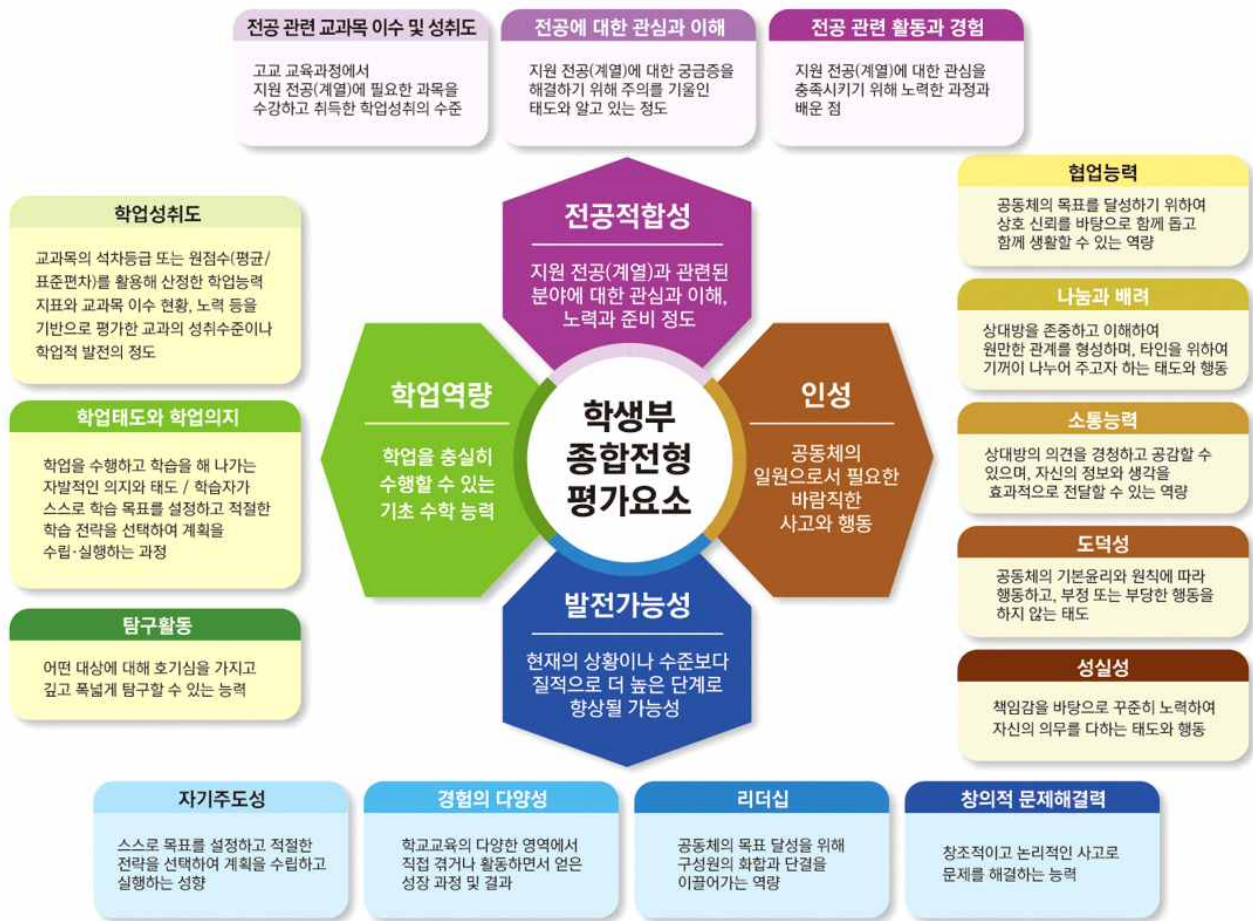 전공 관련 교과목 이수 및 성취도
고교 교육과정에서
지원 전공(계열)에 필요한 과목을
수강하고 취득한 학업성취의 수준
전공에 대한 관심과 이해
지원 전공(계열)에 대한 궁금증을
해결하기 위해 주의를 기울인
태도와 알고 있는 정도
전공 관련 활동과 경험
지원 전공(계열)에 대한 관심을
충족시키기 위해 노력한 과정과
배운 점
학업성취도
교과목의 석차등급 또는 원점수(평균/
표준편차)를 활용해 산정한 학업능력
지표와 교과목 이수 현황, 노력 등을
기반으로 평가한 교과의 성취수준이나
학업적 발전의 정도
학업태도와 학업의지
학업을 수행하고 학습을 해 나가는
자발적인 의지와 태도 / 학습자가
스스로 학습 목표를 설정하고 적절한
학습 전략을 선택하여 계획을
수립·실행하는 과정
탐구활동
어떤 대상에 대해 호기심을 가지고
깊고 폭넓게 탐구할 수 있는 능력
전공적합성
지원 전공(계열)과 관련된
분야에 대한 관심과 이해,
노력과 준비 정도
학업역량
학업을 충실히
수행할 수 있는
기초 수학 능력
학생부
종합전형
평가요소
인성
공동체의
일원으로서 필요한
바람직한
사고와 행동
발전가능성
현재의 상황이나 수준보다
질적으로 더 높은 단계로
향상될 가능성
협업능력
공동체의 목표를 달성하기 위하여
상호 신뢰를 바탕으로 함께 돕고
함께 생활할 수 있는 역량
나눔과 배려
상대방을 존중하고 이해하여
원만한 관계를 형성하며, 타인을 위하여
기꺼이 나누어 주고자 하는 태도와 행동
소통능력
상대방의 의견을 경청하고 공감할 수
있으며, 자신의 정보와 생각을
효과적으로 전달할 수 있는 역량
도덕성
공동체의 기본윤리와 원칙에 따라
행동하고, 부정 또는 부당한 행동을
하지 않는 태도
성실성
책임감을 바탕으로 꾸준히 노력하여
자신의 의무를 다하는 태도와 행동
자기주도성
스스로 목표를 설정하고 적절한
전략을 선택하여 계획을 수립하고
실행하는 성향
경험의 다양성
학교교육의 다양한 영역에서
직접 겪거나 활동하면서 얻은
성장 과정 및 결과
리더십
공동체의 목표 달성을 위해
구성원의 화합과 단결을
이끌어가는 역량
창의적 문제해결력
창조적이고 논리적인 사고로
문제를 해결하는 능력